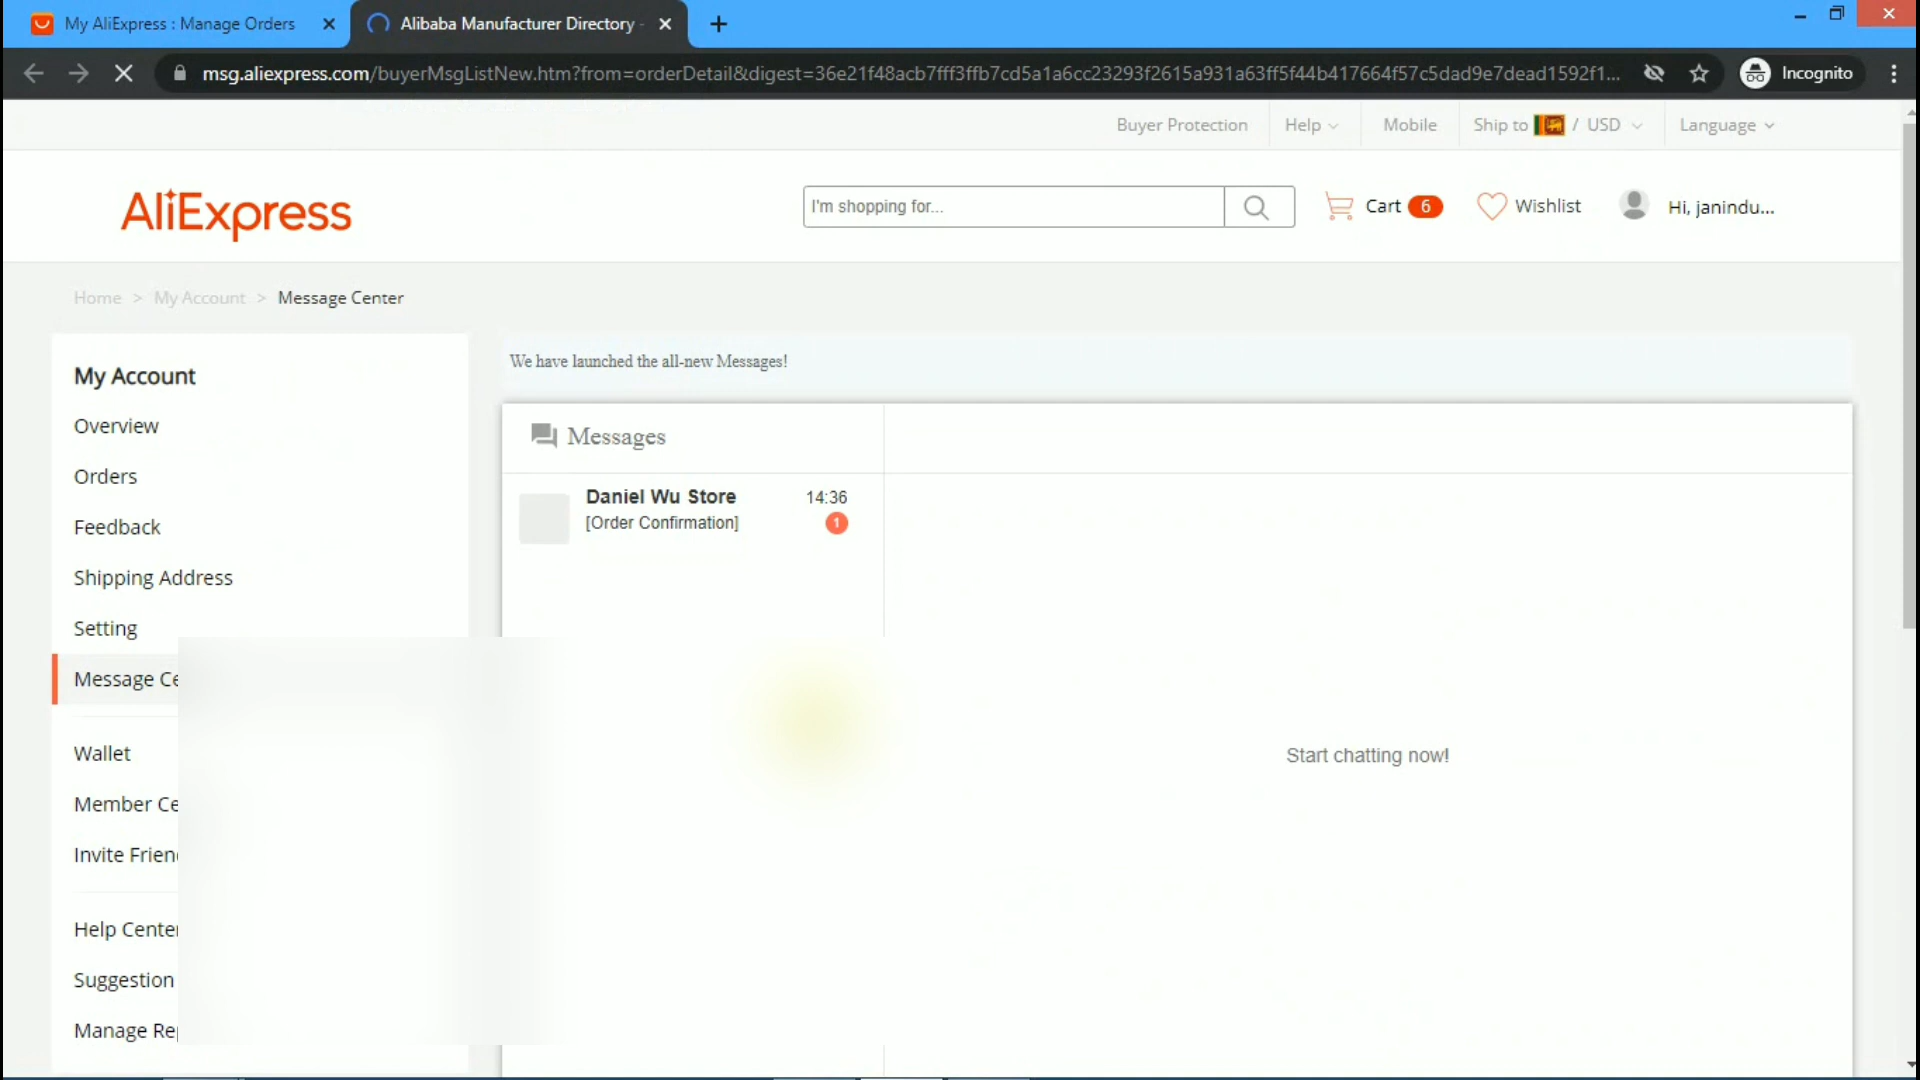 My AliExpress : Manage Orders
Alibaba Manufacturer Directory -
msg.aliexpress.com/buyerMsgListNew.htm?from=orderDetail&digest=36e21f48acb7fff3ffb7cd5a1a6cc23293f2615a931a63ff5f44b417664f57c5dad9e7dead1592f1...
Incognito
Buyer Protection
Help
Mobile
Ship to / USD
Language
AliExpress
I'm shopping for...
Cart 6
Wishlist
Hi, janindu...
Home > My Account > Message Center
My Account
Overview
Orders
Feedback
Shipping Address
Setting
Message Ce
Wallet
Member Ce
Invite Frien
Help Center
Suggestion
Manage Rep
We have launched the all-new Messages!
Messages
Daniel Wu Store 14:36
[Order Confirmation] 1
Start chatting now!